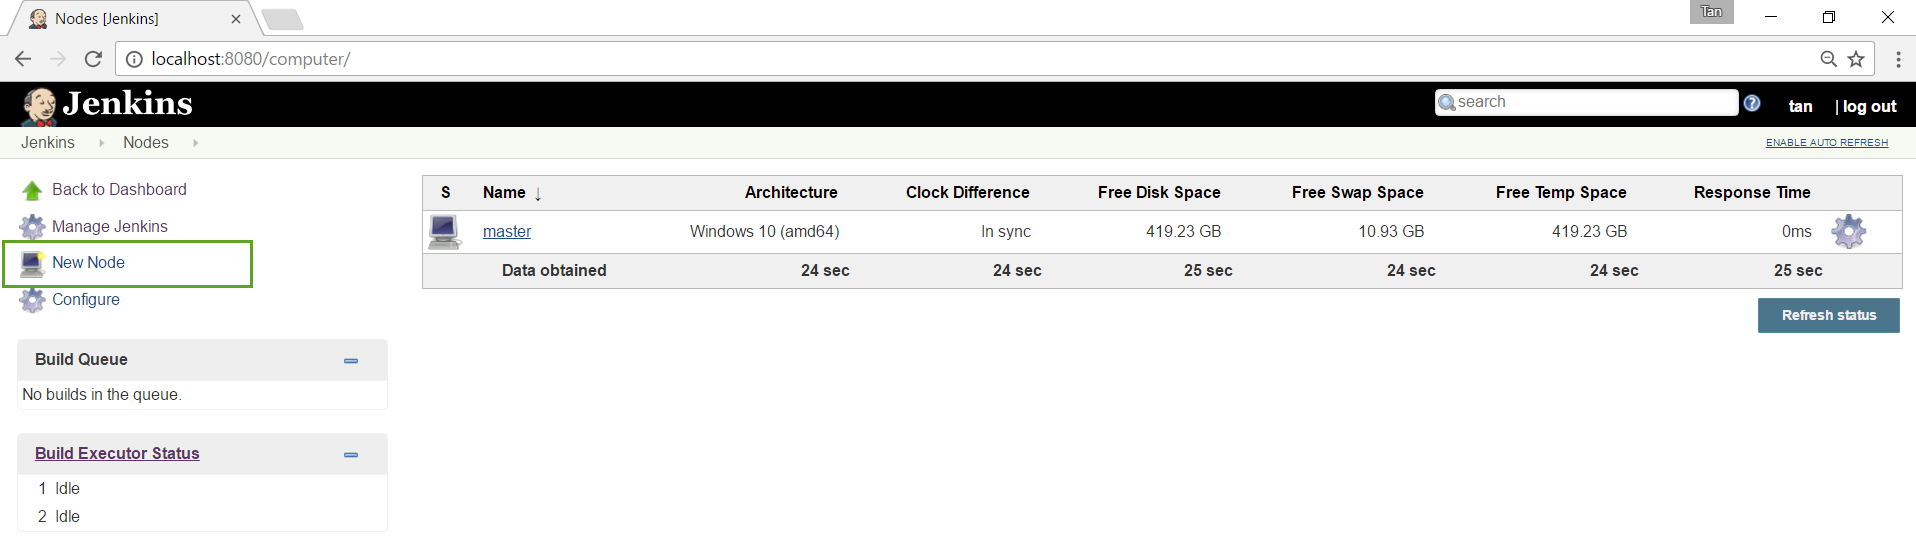 Nodes [Jenkins]
Tan
localhost:8080/computer/
Jenkins
search
tan | log out
Jenkins Nodes
ENABLE AUTO REFRESH
Back to Dashboard
Manage Jenkins
New Node
Configure
Build Queue
No builds in the queue.
Build Executor Status
1 Idle
2 Idle
S Name ↓ Architecture Clock Difference Free Disk Space Free Swap Space Free Temp Space Response Time
master Windows 10 (amd64) In sync 419.23 GB 10.93 GB 419.23 GB 0ms
Data obtained 24 sec 24 sec 25 sec 24 sec 24 sec 25 sec
Refresh status